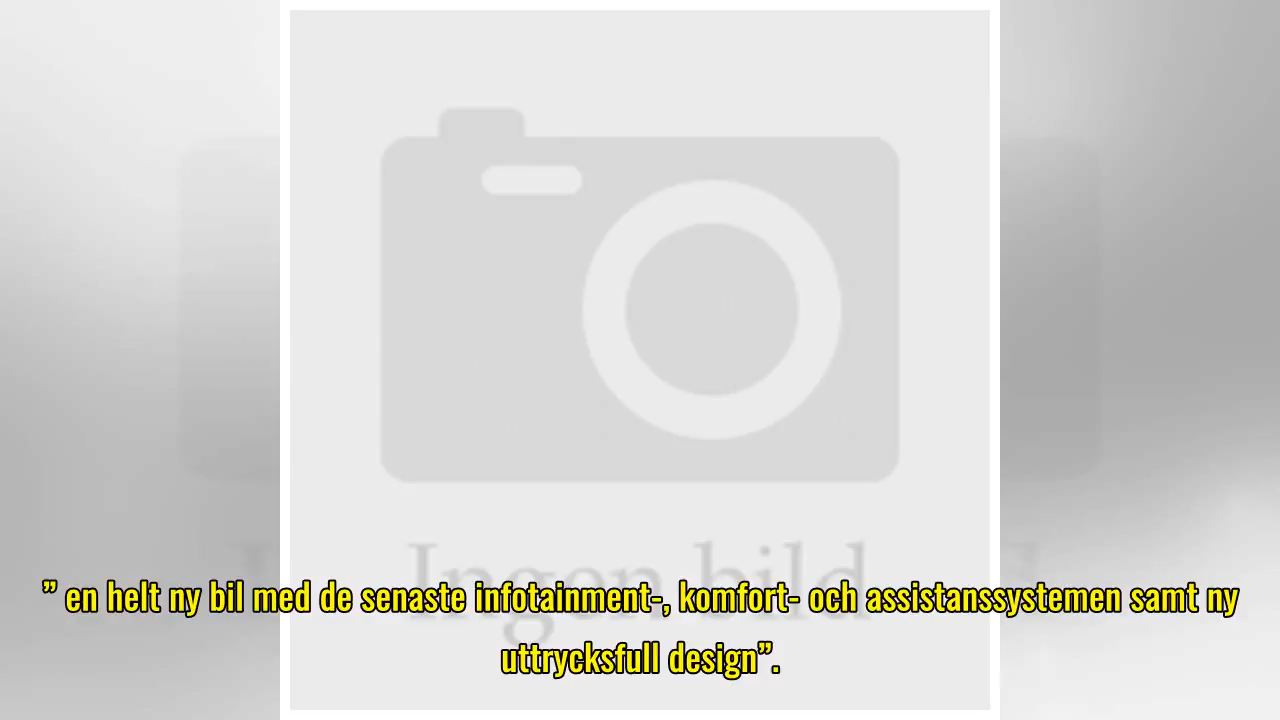 Ingen bild
” en helt ny bil med de senaste infotainment-, komfort- och assistanssystemen samt ny
uttrycksfull design”.